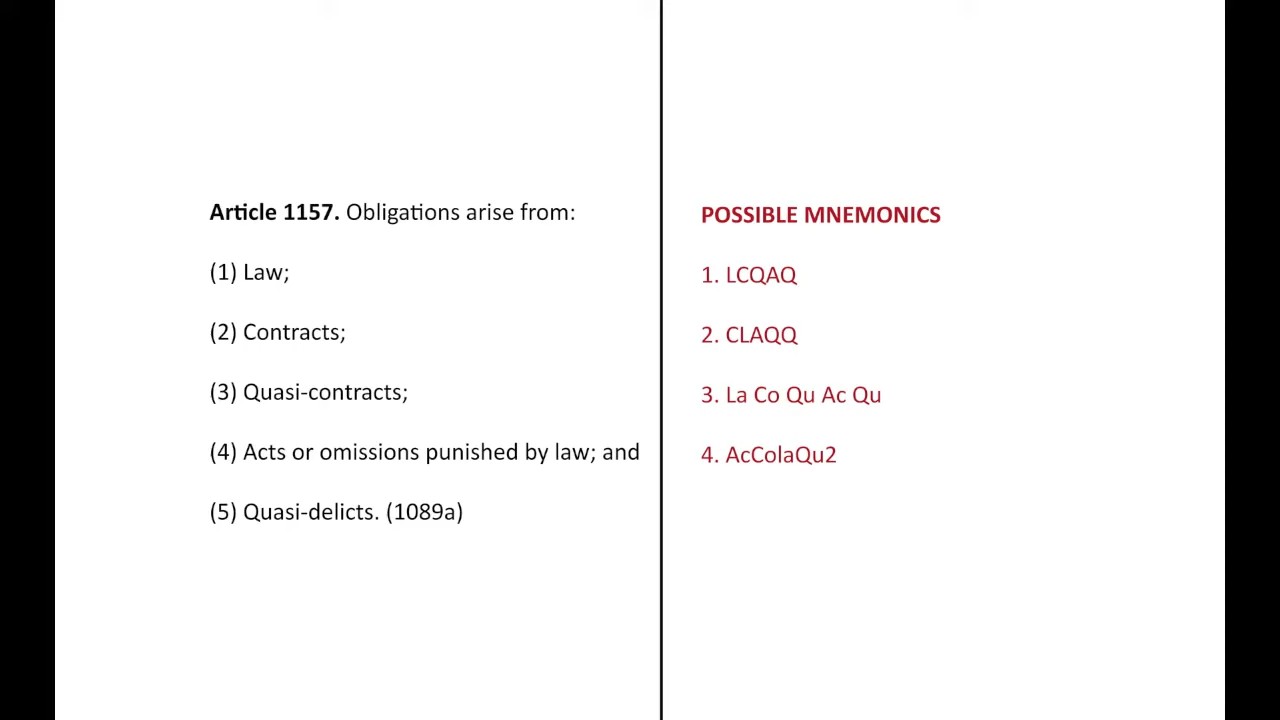 Article 1157. Obligations arise from:
(1) Law;
(2) Contracts;
(3) Quasi-contracts;
(4) Acts or omissions punished by law; and
(5) Quasi-delicts. (1089a)
POSSIBLE MNEMONICS
1. LCQAQ
2. CLAQQ
3. La Co Qu Ac Qu
4. AcColaQu2